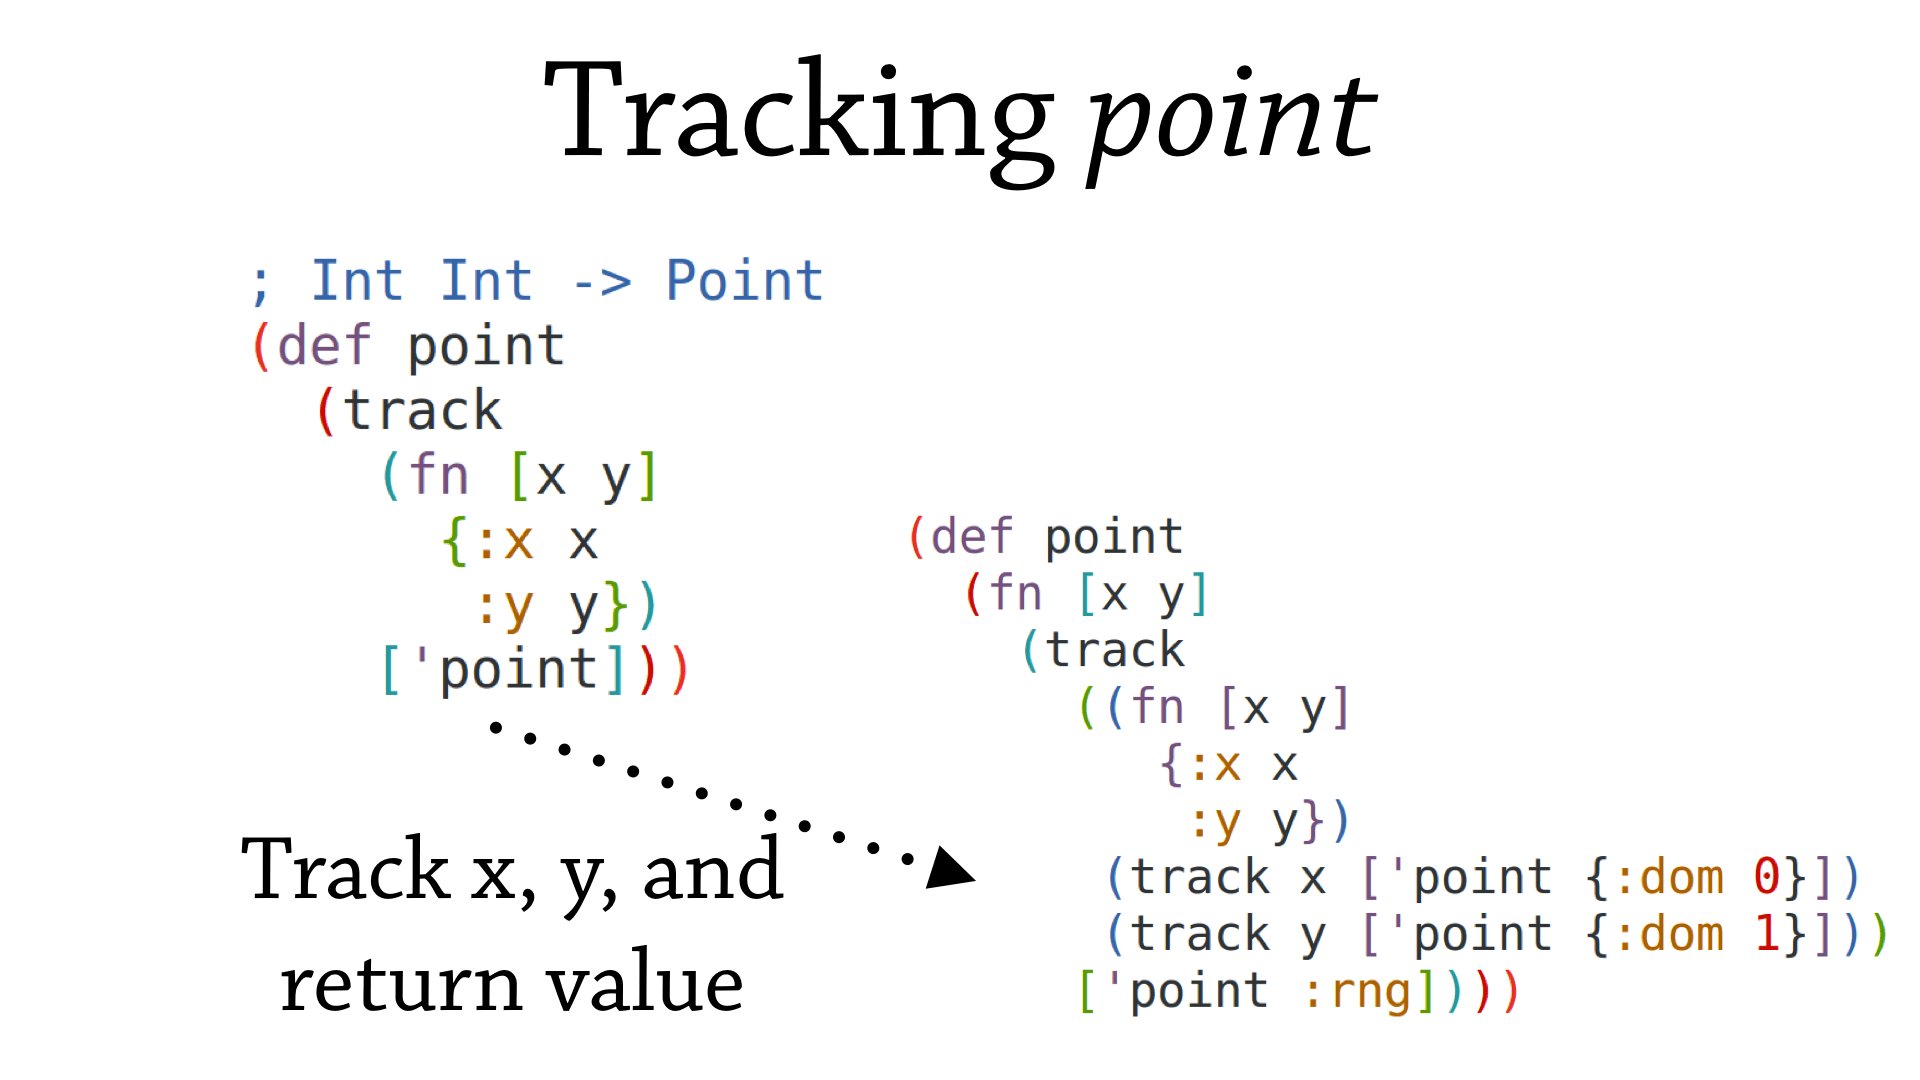 Tracking point
; Int Int -> Point
(def point
  (track
    (fn [x y]
      {:x x
       :y y})
    ['point]))
Track x, y, and
return value
(def point
  (fn [x y]
    (track
      ((fn [x y]
         {:x x
          :y y})
       (track x ['point {:dom 0}])
       (track y ['point {:dom 1}]))
      ['point :rng])))